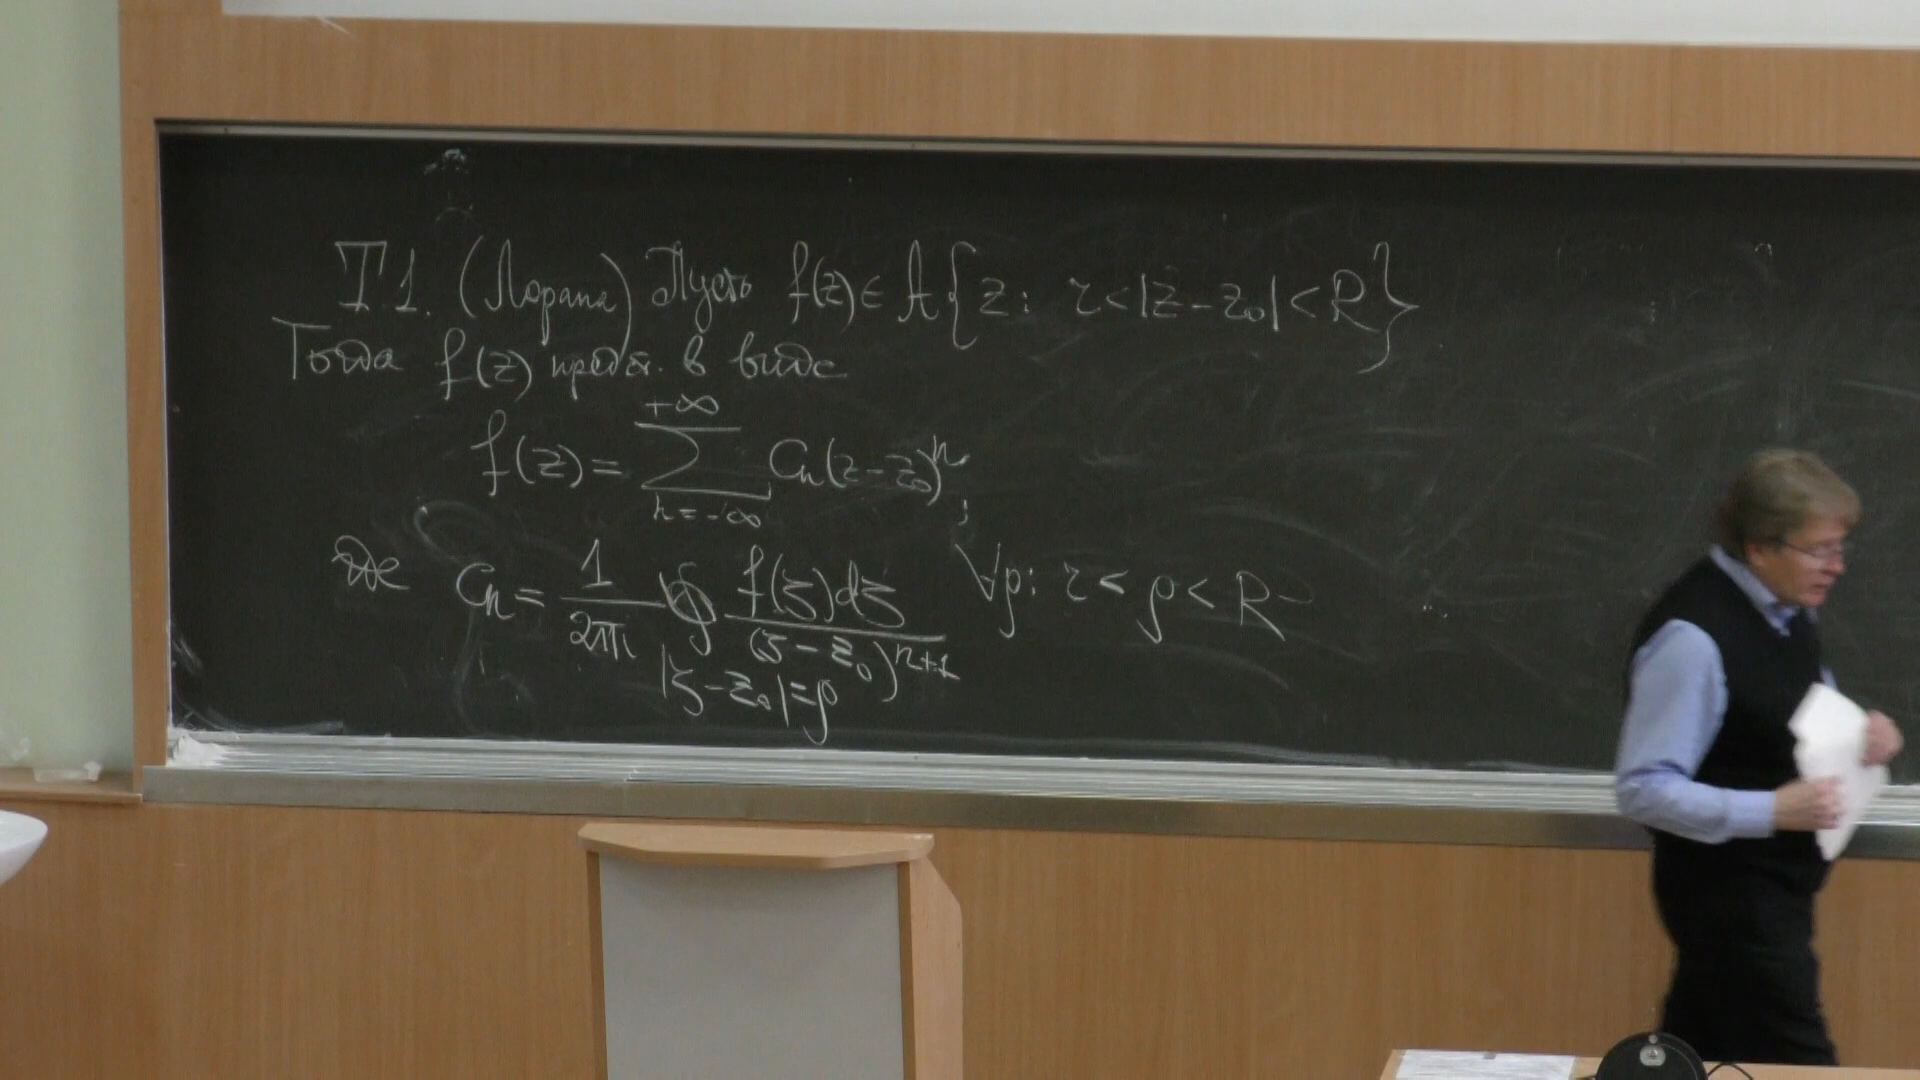 Т.1. (Лорана) Пусть f(z) ∈ A{z: r<|z-z₀|<R}
Тогда f(z) предст. в виде
f(z) = ∑_{n=-∞}^{+∞} Cₙ(z-z₀)ⁿ,
где Cₙ = 1/(2πi) ∮_{|ζ-z₀|=ρ} f(ζ)dζ/(ζ-z₀)ⁿ⁺¹ ∀ρ: r<ρ<R